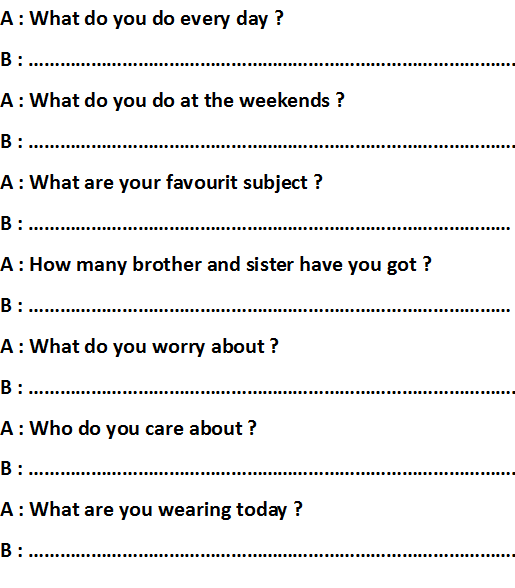 A : What do you do every day ?
B : ……………………………………………………………………………….
A : What do you do at the weekends ?
B : ……………………………………………………………………………….
A : What are your favourit subject ?
B : ………………………………………………………………………………
A : How many brother and sister have you got ?
B : ………………………………………………………………………………
A : What do you worry about ?
B : ……………………………………………………………………………….
A : Who do you care about ?
B : ……………………………………………………………………………….
A : What are you wearing today ?
B : ……………………………………………………………………………….